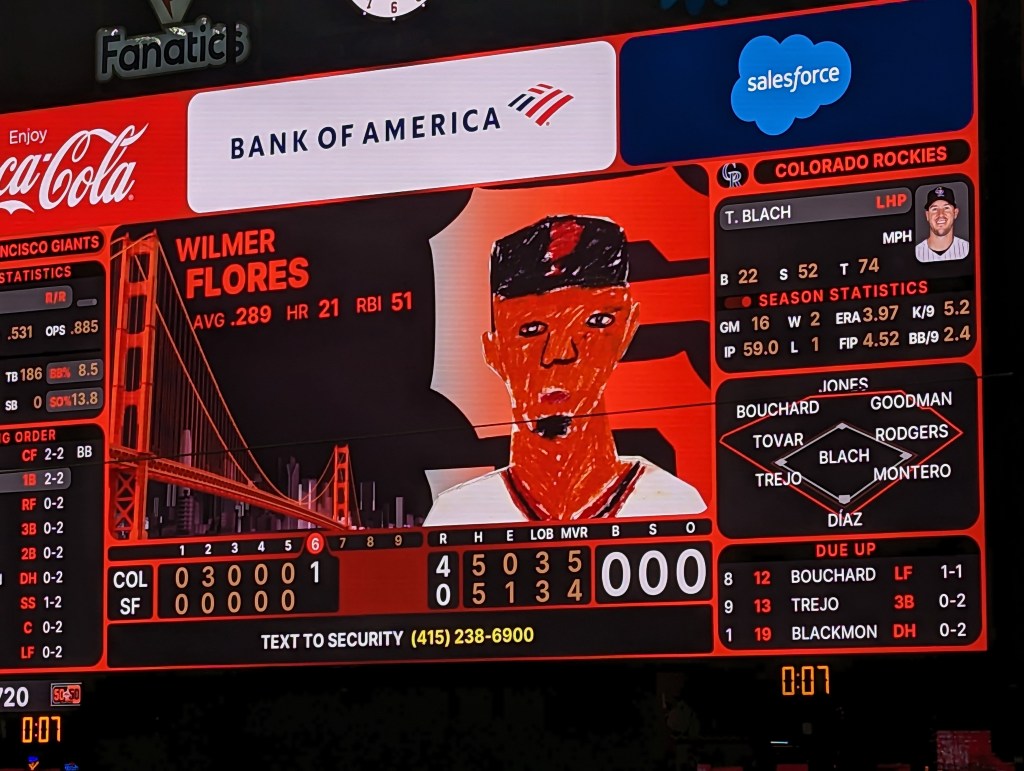 Fanatics
6
Enjoy
ca-Cola
BANK OF AMERICA
salesforce
NCISCO GIANTS
STATISTICS
R/R
.531 OPS .885
TB 186 BB% 8.5
SB 0 SO% 13.8
NG ORDER
CF 2-2 BB
1B 2-2
RF 0-2
3B 0-2
2B 0-2
DH 0-2
SS 1-2
C 0-2
LF 0-2
WILMER
FLORES
AVG .289 HR 21 RBI 51
CR
COLORADO ROCKIES
T. BLACH LHP
MPH
B 22 S 52 T 74
SEASON STATISTICS
GM 16 W 2 ERA 3.97 K/9 5.2
IP 59.0 L 1 FIP 4.52 BB/9 2.4
JONES
BOUCHARD GOODMAN
TOVAR RODGERS
BLACH
TREJO MONTERO
DÍAZ
1 2 3 4 5 6 7 8 9 R H E LOB MVR B S O
COL 0 3 0 0 0 1 4 5 0 3 5 0 0 0
SF 0 0 0 0 0 0 5 1 3 4
TEXT TO SECURITY (415) 238-6900
DUE UP
8 12 BOUCHARD LF 1-1
9 13 TREJO 3B 0-2
1 19 BLACKMON DH 0-2
720 50/50
0:07
0:07